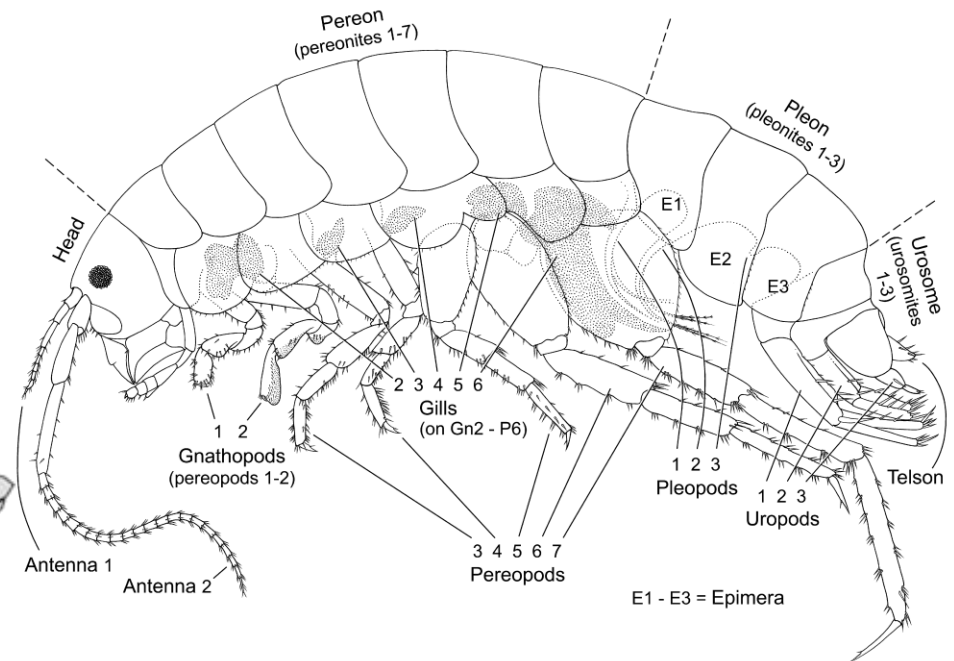 Pereon
(pereonites 1-7)
Pleon
(pleonites 1-3)
Head
Urosome
(urosomites
1-3)
E1
E2
E3
2 3 4 5 6
Gills
(on Gn2 - P6)
1 2
Gnathopods
(pereopods 1-2)
1 2 3
Pleopods
1 2 3
Uropods
Telson
Antenna 1
Antenna 2
3 4 5 6 7
Pereopods
E1 - E3 = Epimera